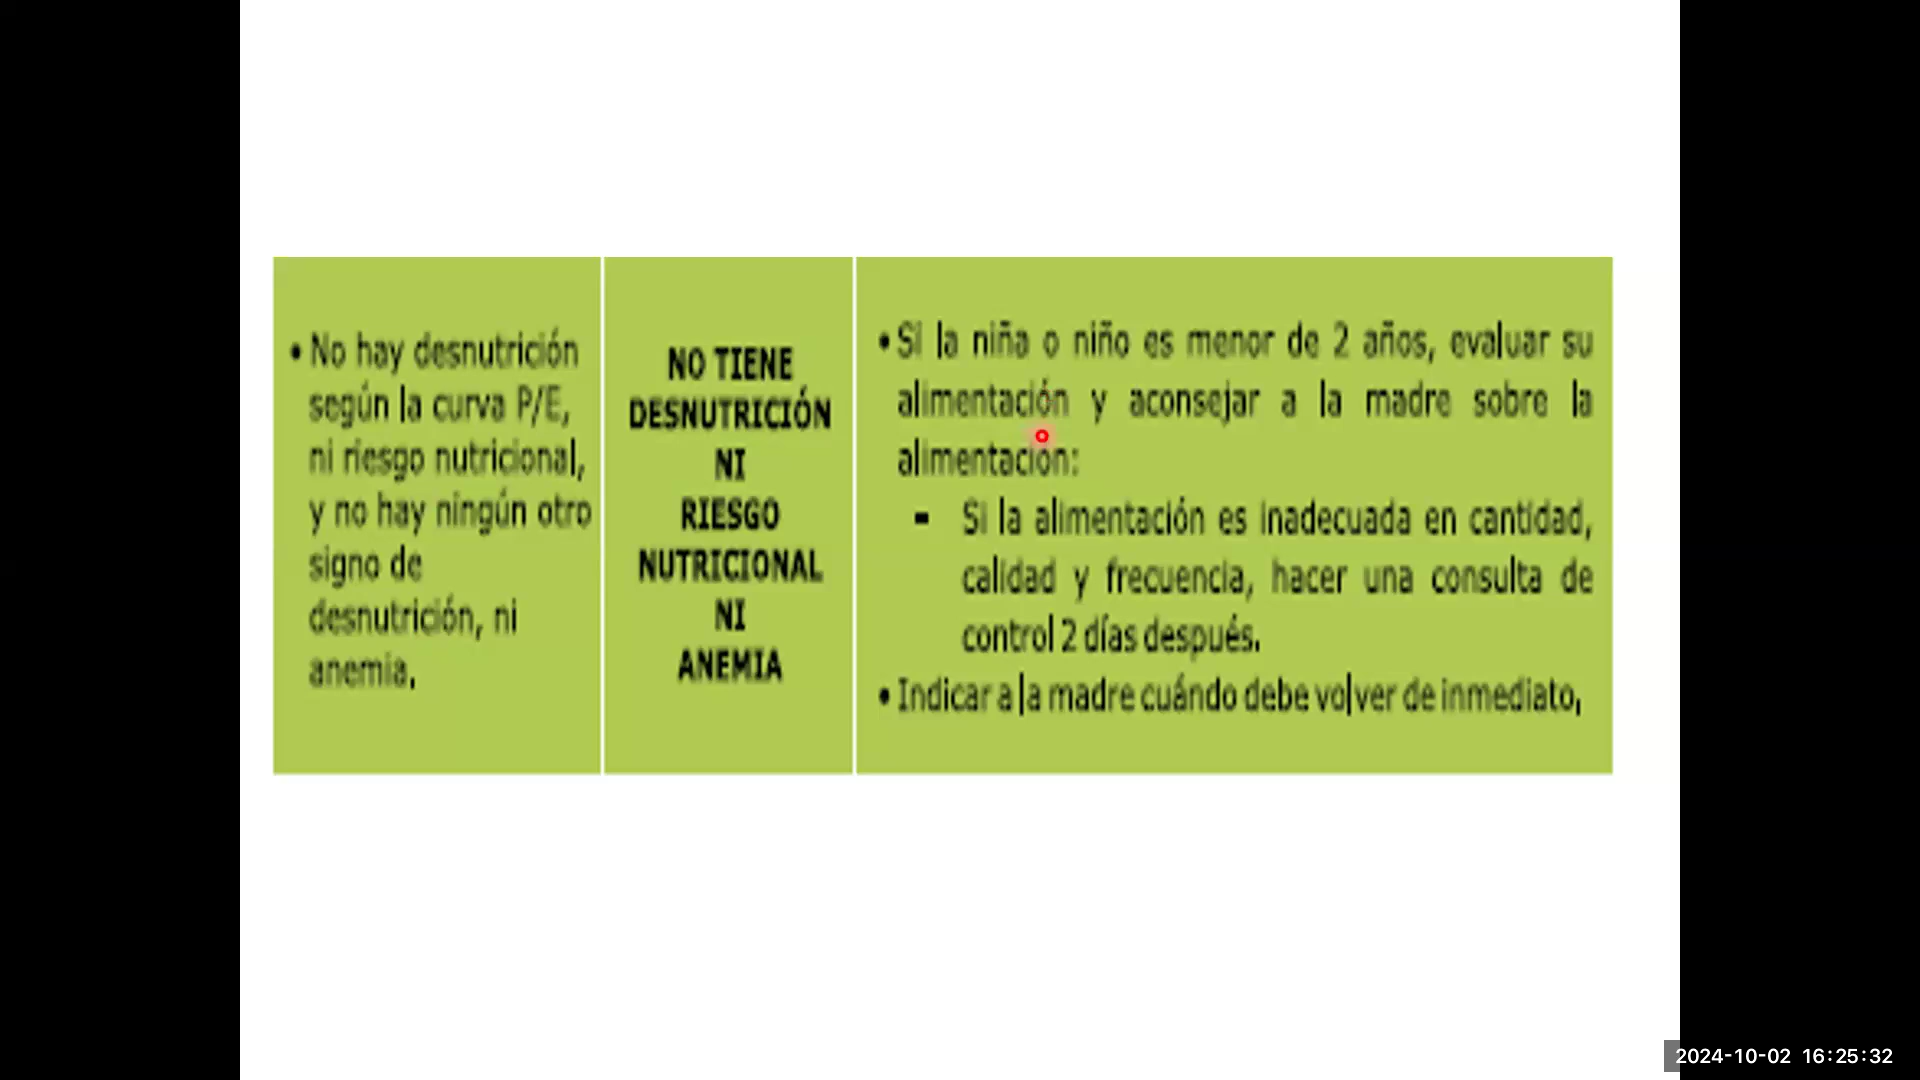 • No hay desnutrición
según la curva P/E,
ni riesgo nutricional,
y no hay ningún otro
signo de
desnutrición, ni
anemia.
NO TIENE
DESNUTRICIÓN
NI
RIESGO
NUTRICIONAL
NI
ANEMIA
• Si la niña o niño es menor de 2 años, evaluar su
alimentación y aconsejar a la madre sobre la
alimentación:
- Si la alimentación es inadecuada en cantidad,
calidad y frecuencia, hacer una consulta de
control 2 días después.
• Indicar a la madre cuándo debe volver de inmediato.
2024-10-02 16:25:32